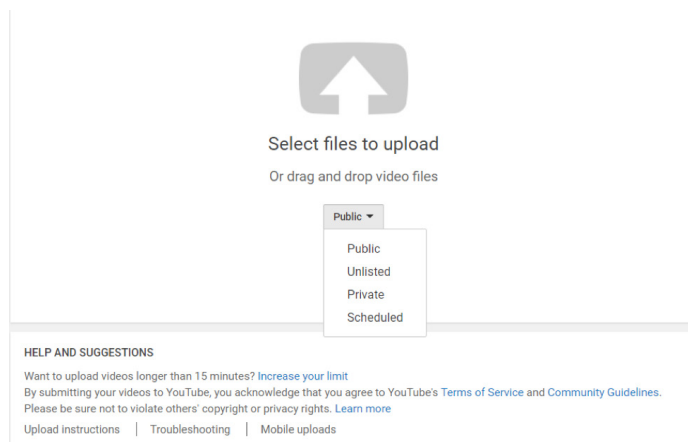 Select files to upload
Or drag and drop video files
Public
Public
Unlisted
Private
Scheduled
HELP AND SUGGESTIONS
Want to upload videos longer than 15 minutes? Increase your limit
By submitting your videos to YouTube, you acknowledge that you agree to YouTube's Terms of Service and Community Guidelines.
Please be sure not to violate others' copyright or privacy rights. Learn more
Upload instructions | Troubleshooting | Mobile uploads